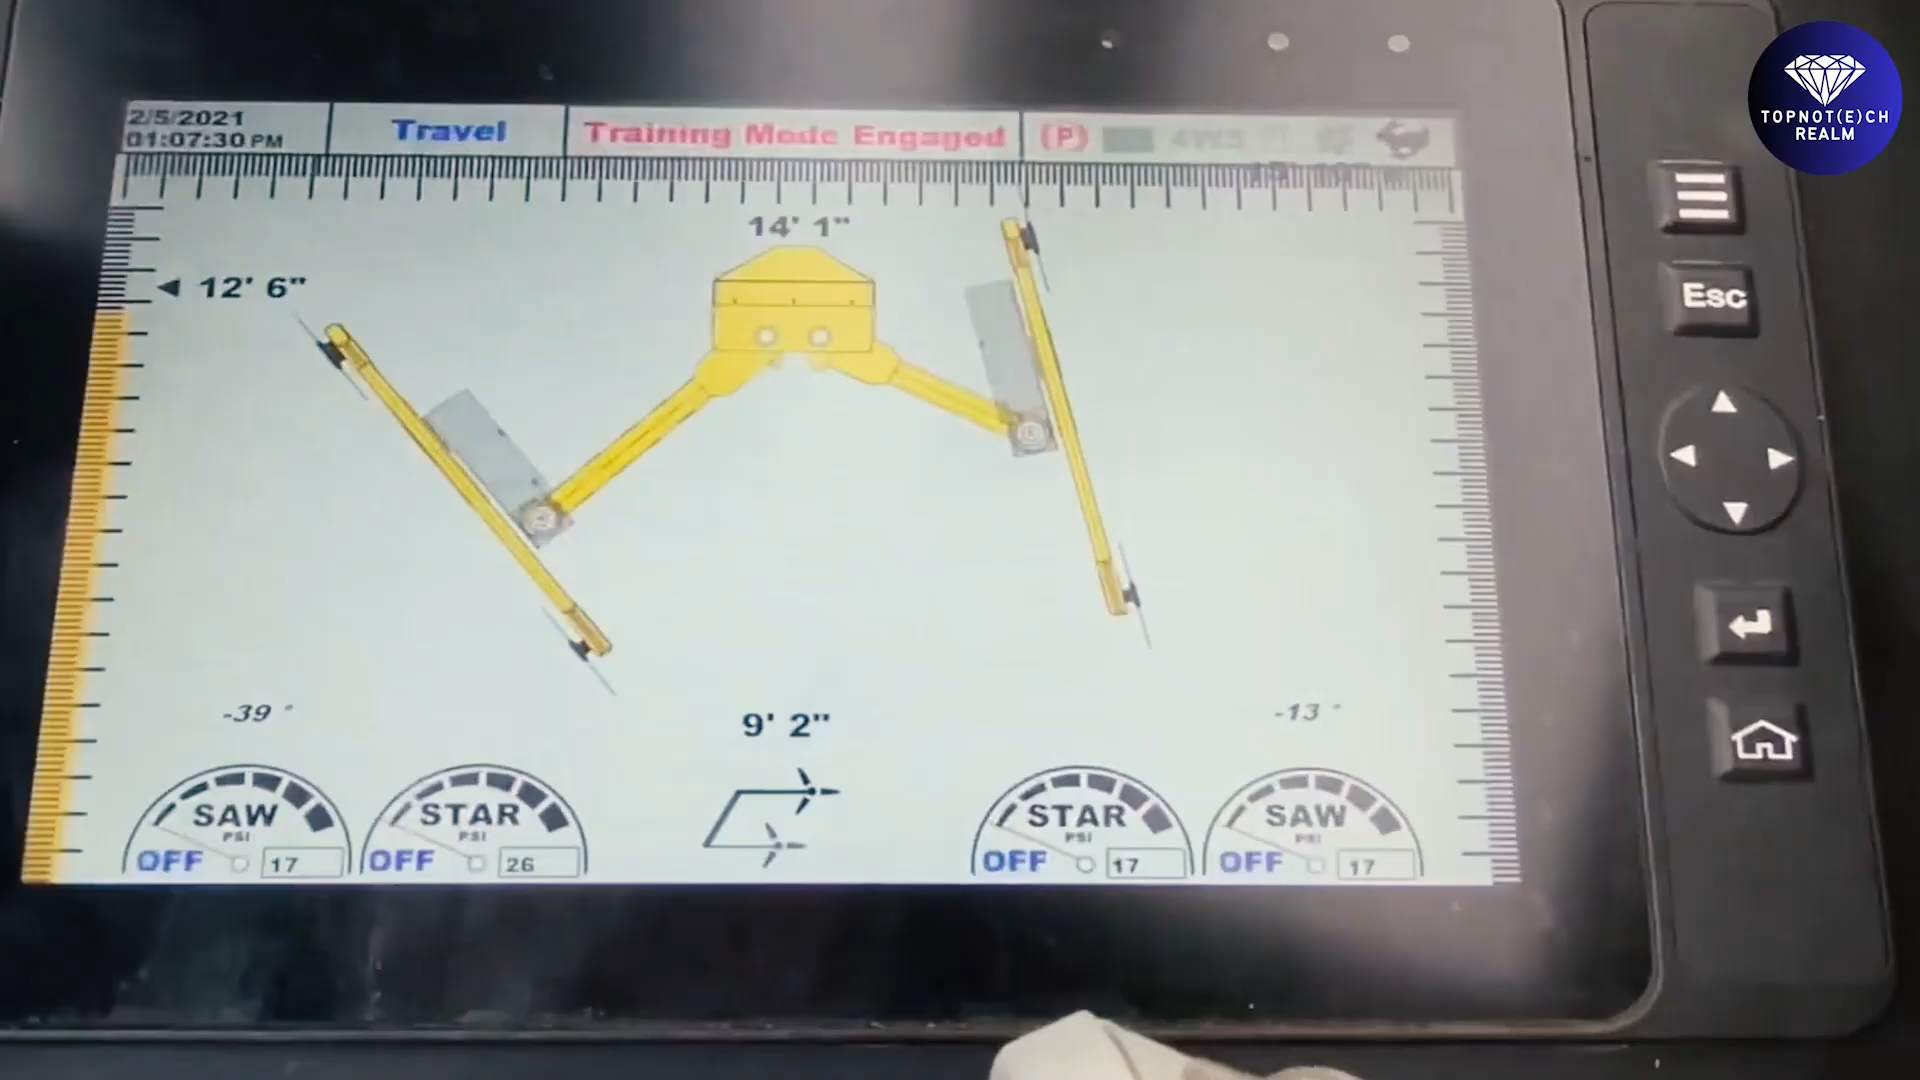 2/5/2021
01:07:30 PM
Travel
Training Mode Engaged
(P)
4WS
14' 1"
◄ 12' 6"
-39 °
9' 2"
-13 °
SAW
PSI
OFF
17
STAR
PSI
OFF
26
STAR
PSI
OFF
17
SAW
PSI
OFF
17
Esc
TOPNOT(E)CH
REALM